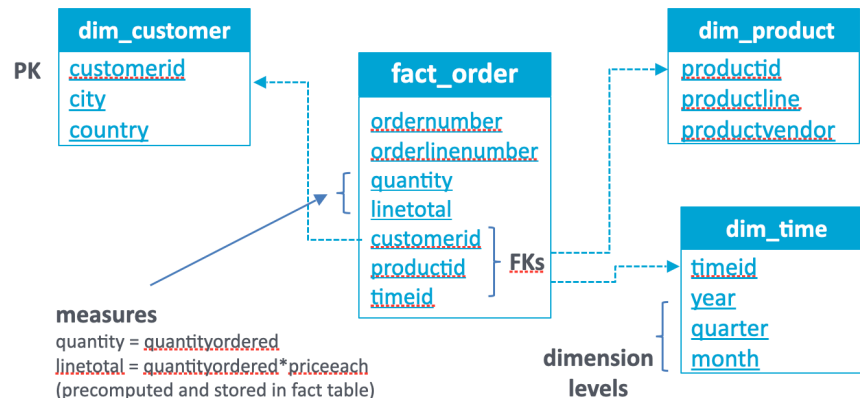 dim_customer
PK
customerid
city
country
fact_order
ordernumber
orderlinenumber
quantity
linetotal
customerid
productid
timeid
FKs
dim_product
productid
productline
productvendor
dim_time
timeid
year
quarter
month
dimension
levels
measures
quantity = quantityordered
linetotal = quantityordered*priceeach
(precomputed and stored in fact table)